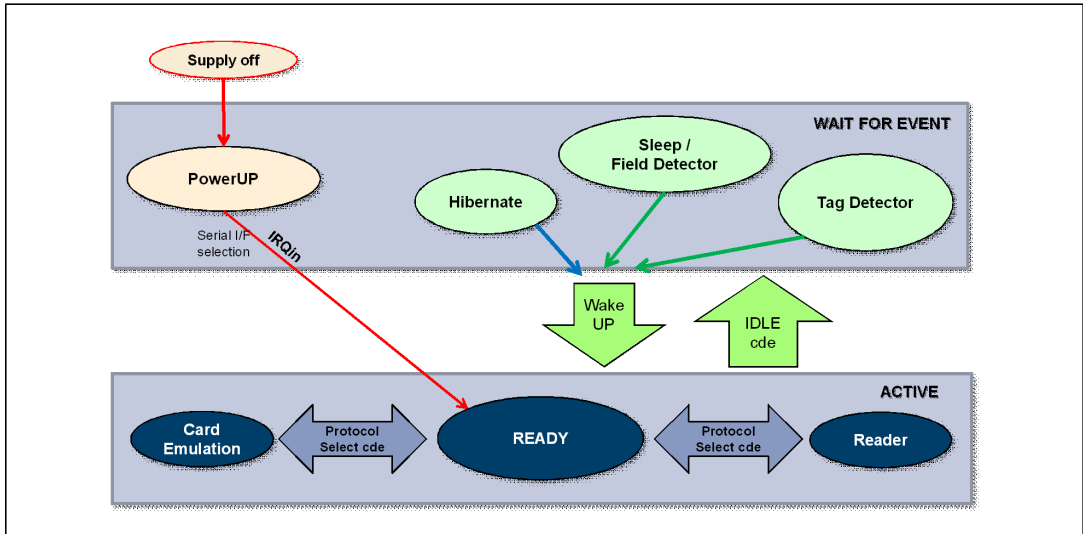 Supply off
WAIT FOR EVENT
Sleep /
Field Detector
PowerUP
Hibernate
Tag Detector
Serial I/F
selection
IRQin
Wake
UP
IDLE
cde
ACTIVE
Card
Emulation
Protocol
Select cde
READY
Protocol
Select cde
Reader